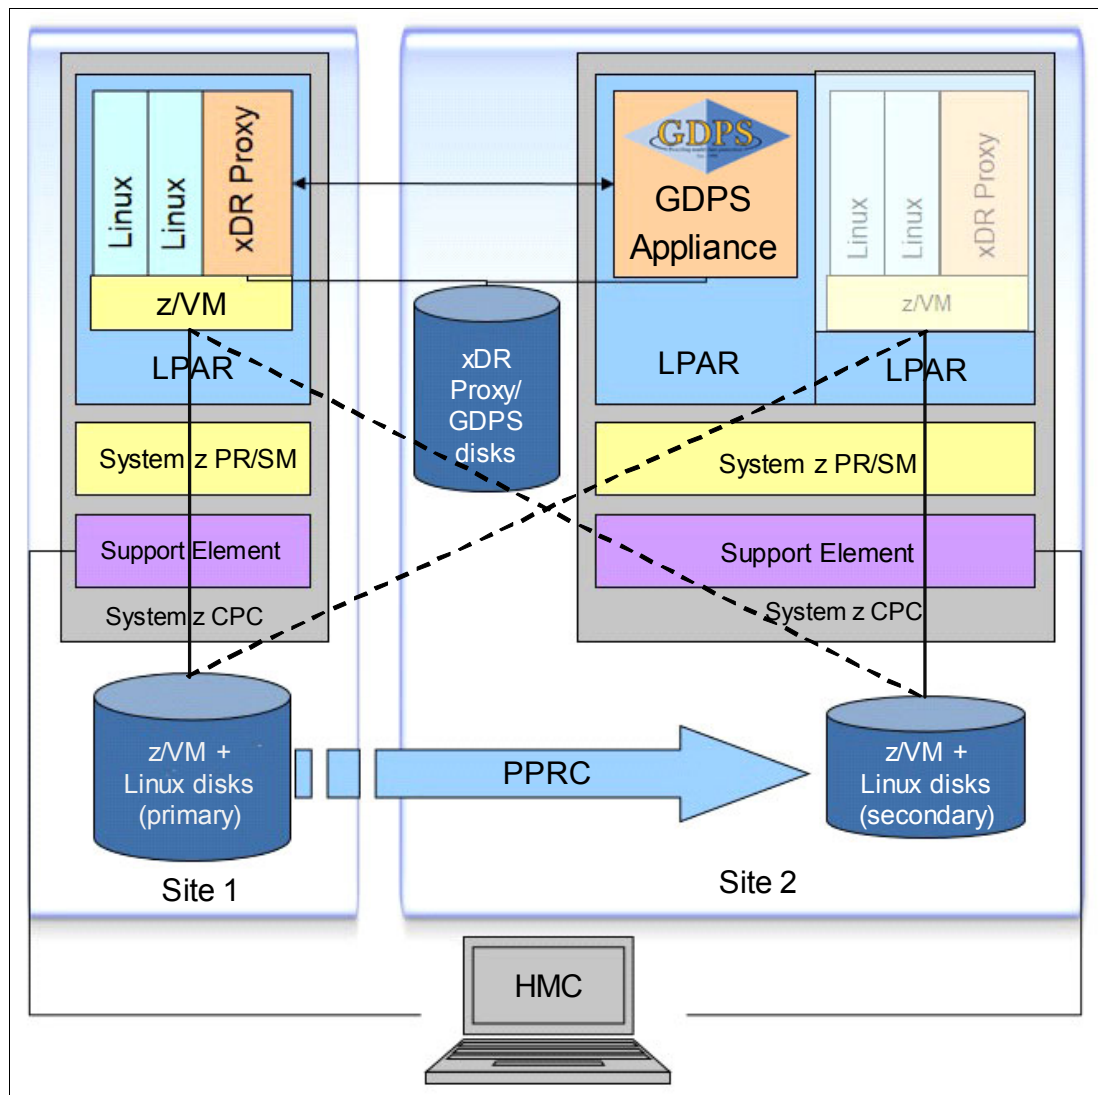 Linux
Linux
xDR Proxy
z/VM
LPAR
System z PR/SM
Support Element
System z CPC
z/VM +
Linux disks
(primary)
Site 1
xDR
Proxy/
GDPS
disks
GDPS
GDPS
Appliance
LPAR
Linux
Linux
xDR Proxy
z/VM
LPAR
System z PR/SM
Support Element
System z CPC
PPRC
z/VM +
Linux disks
(secondary)
Site 2
HMC